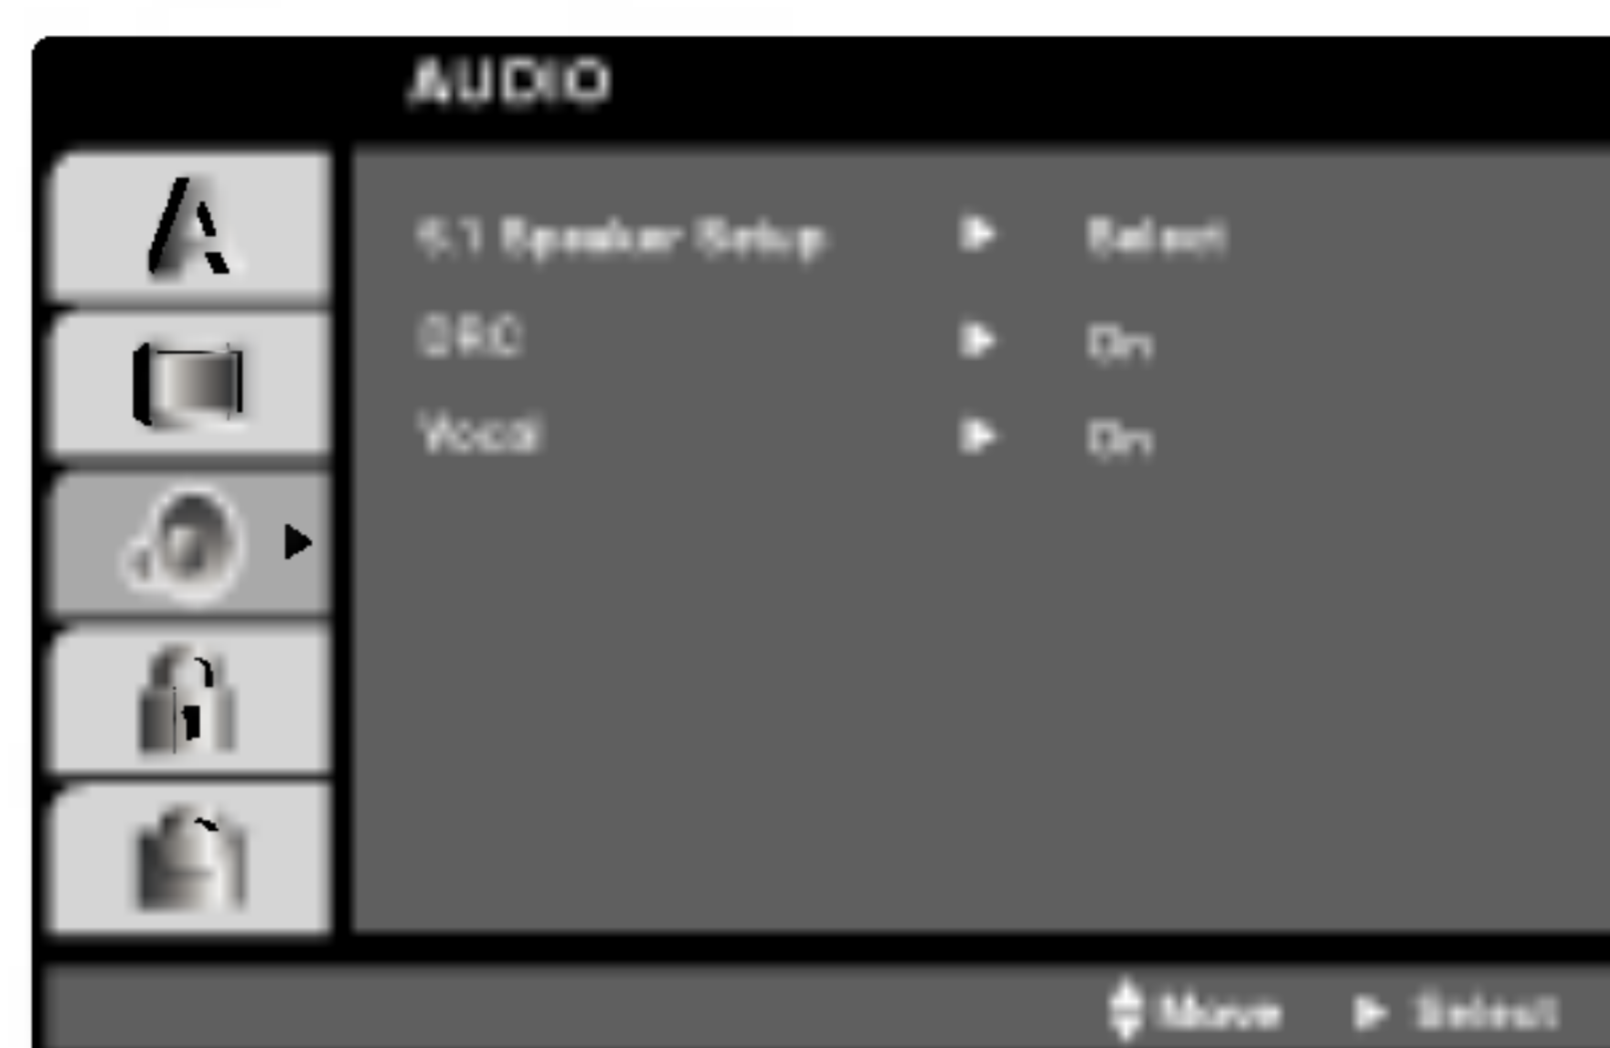 AUDIO
5.1 Speaker Setup Select
DRC On
Vocal On
Move Select